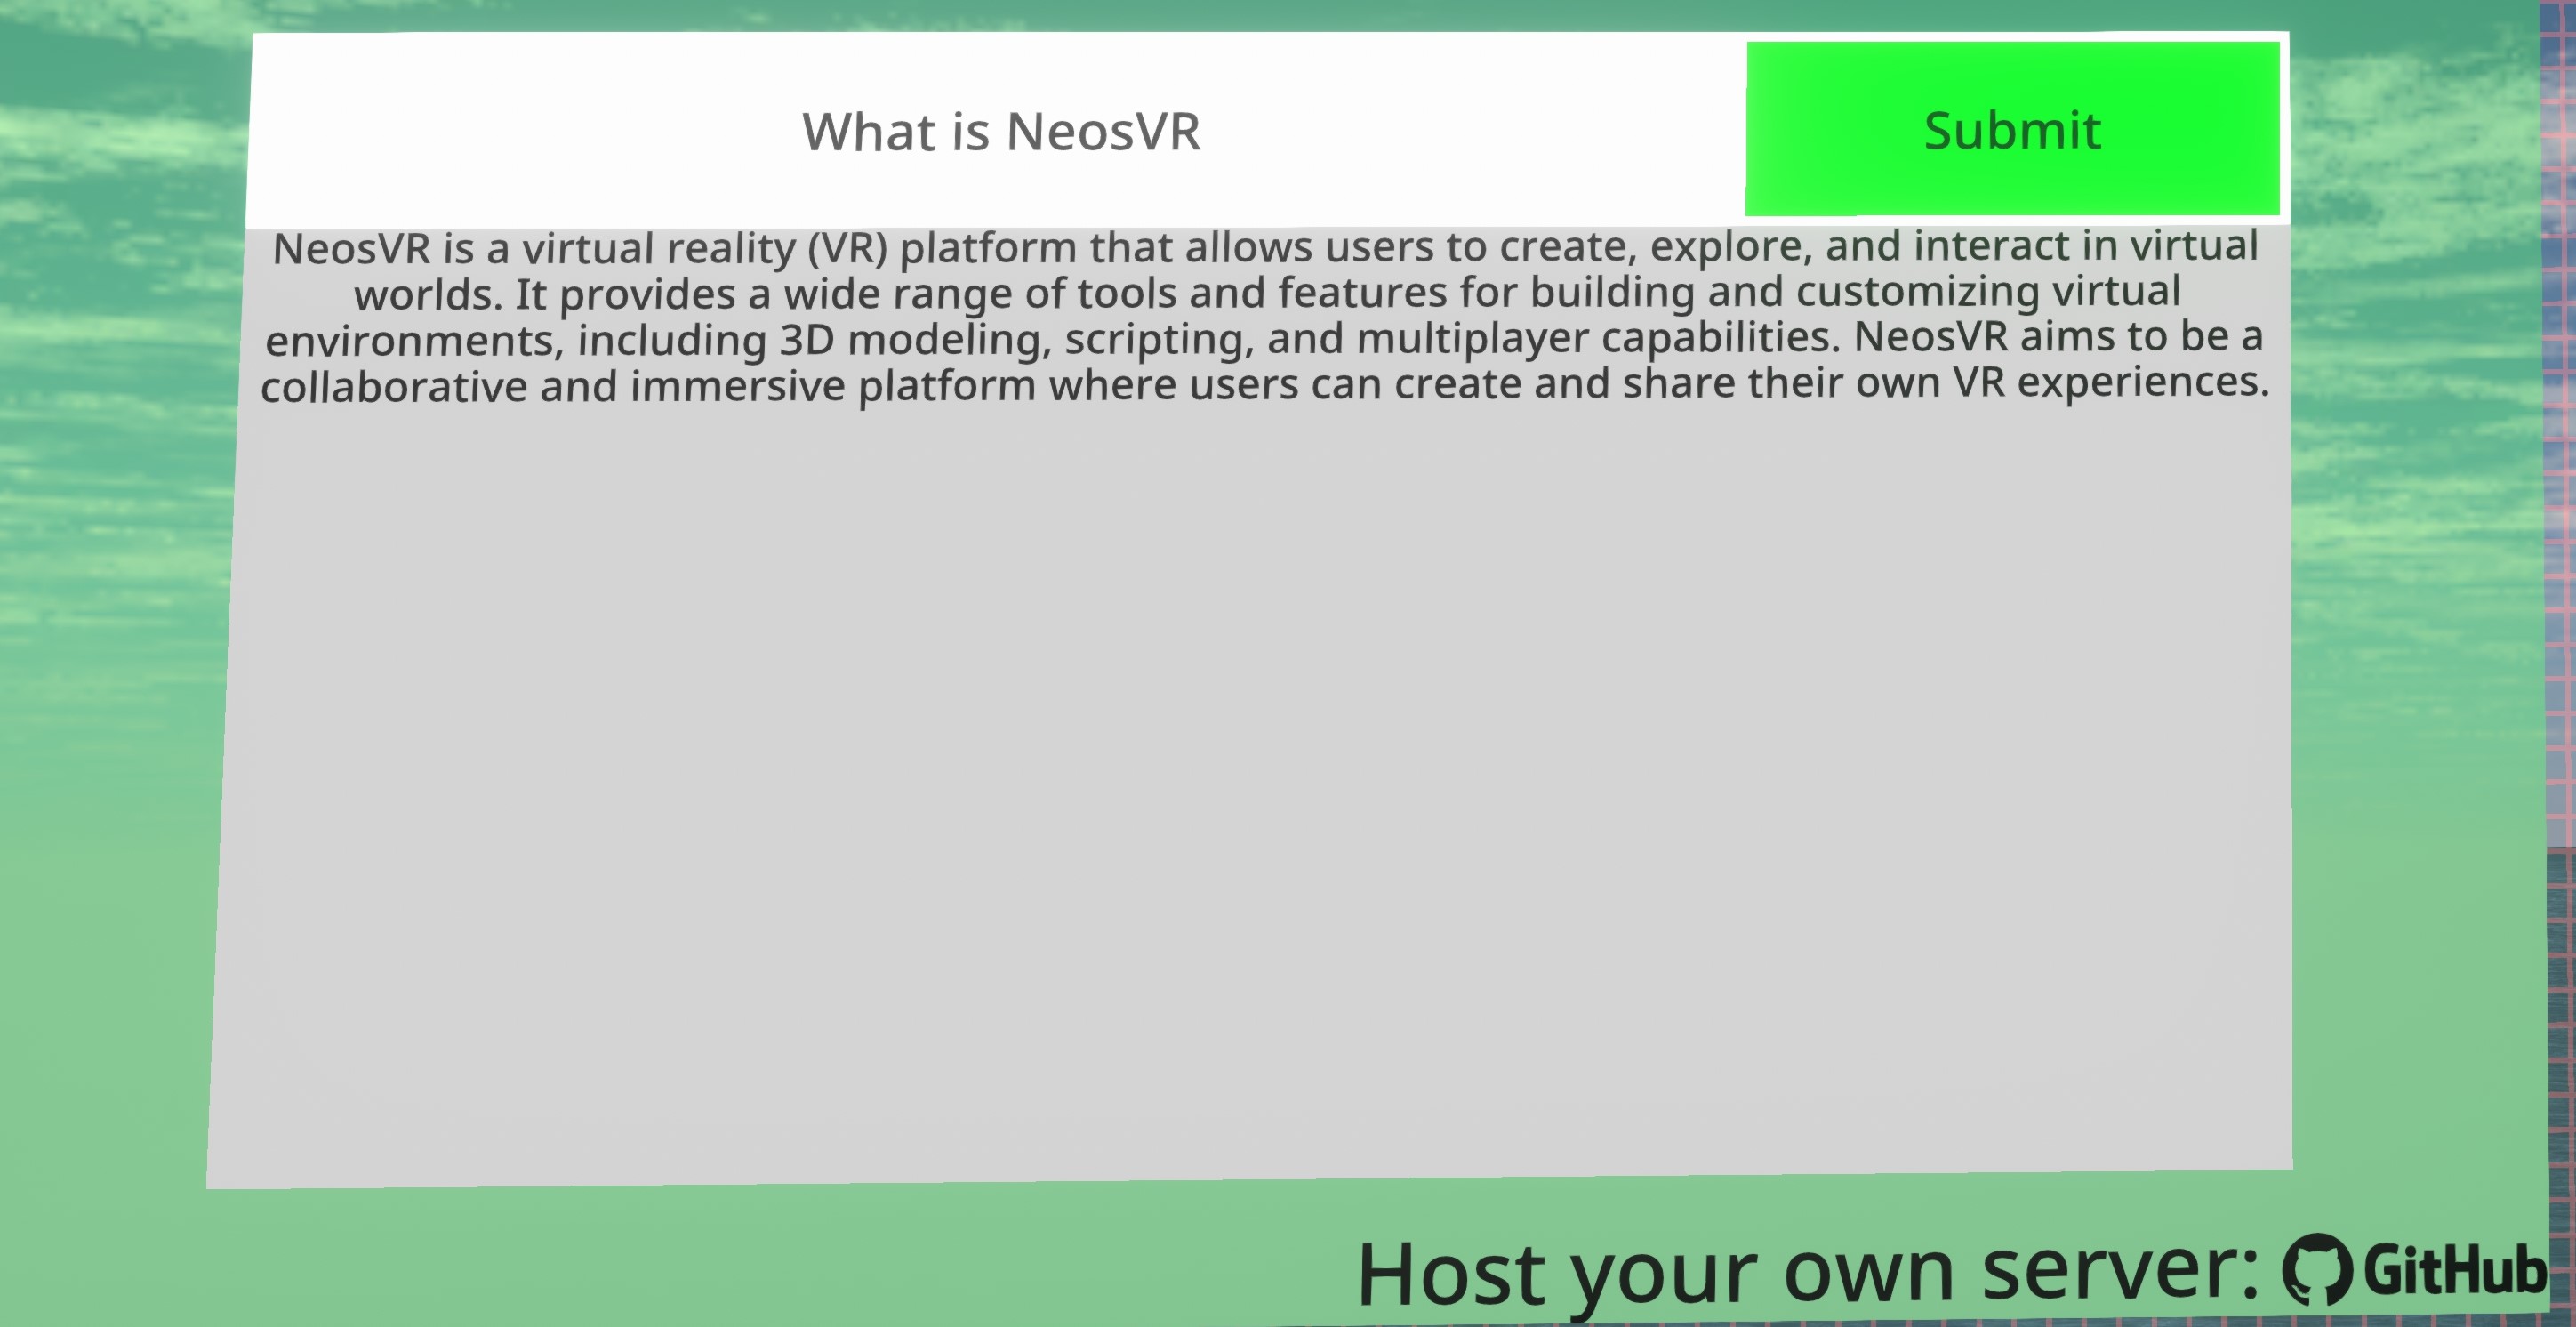 What is NeosVR
Submit
NeosVR is a virtual reality (VR) platform that allows users to create, explore, and interact in virtual
worlds. It provides a wide range of tools and features for building and customizing virtual
environments, including 3D modeling, scripting, and multiplayer capabilities. NeosVR aims to be a
collaborative and immersive platform where users can create and share their own VR experiences.
Host your own server: GitHub